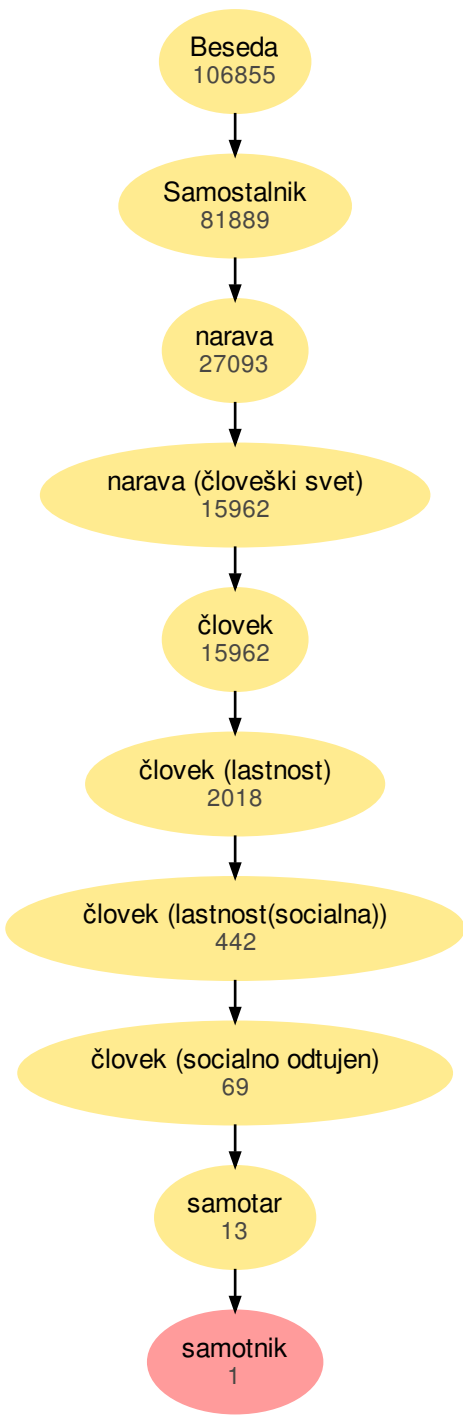 Beseda
106855
Samostalnik
81889
narava
27093
narava (človeški svet)
15962
človek
15962
človek (lastnost)
2018
človek (lastnost(socialna))
442
človek (socialno odtujen)
69
samotar
13
samotnik
1